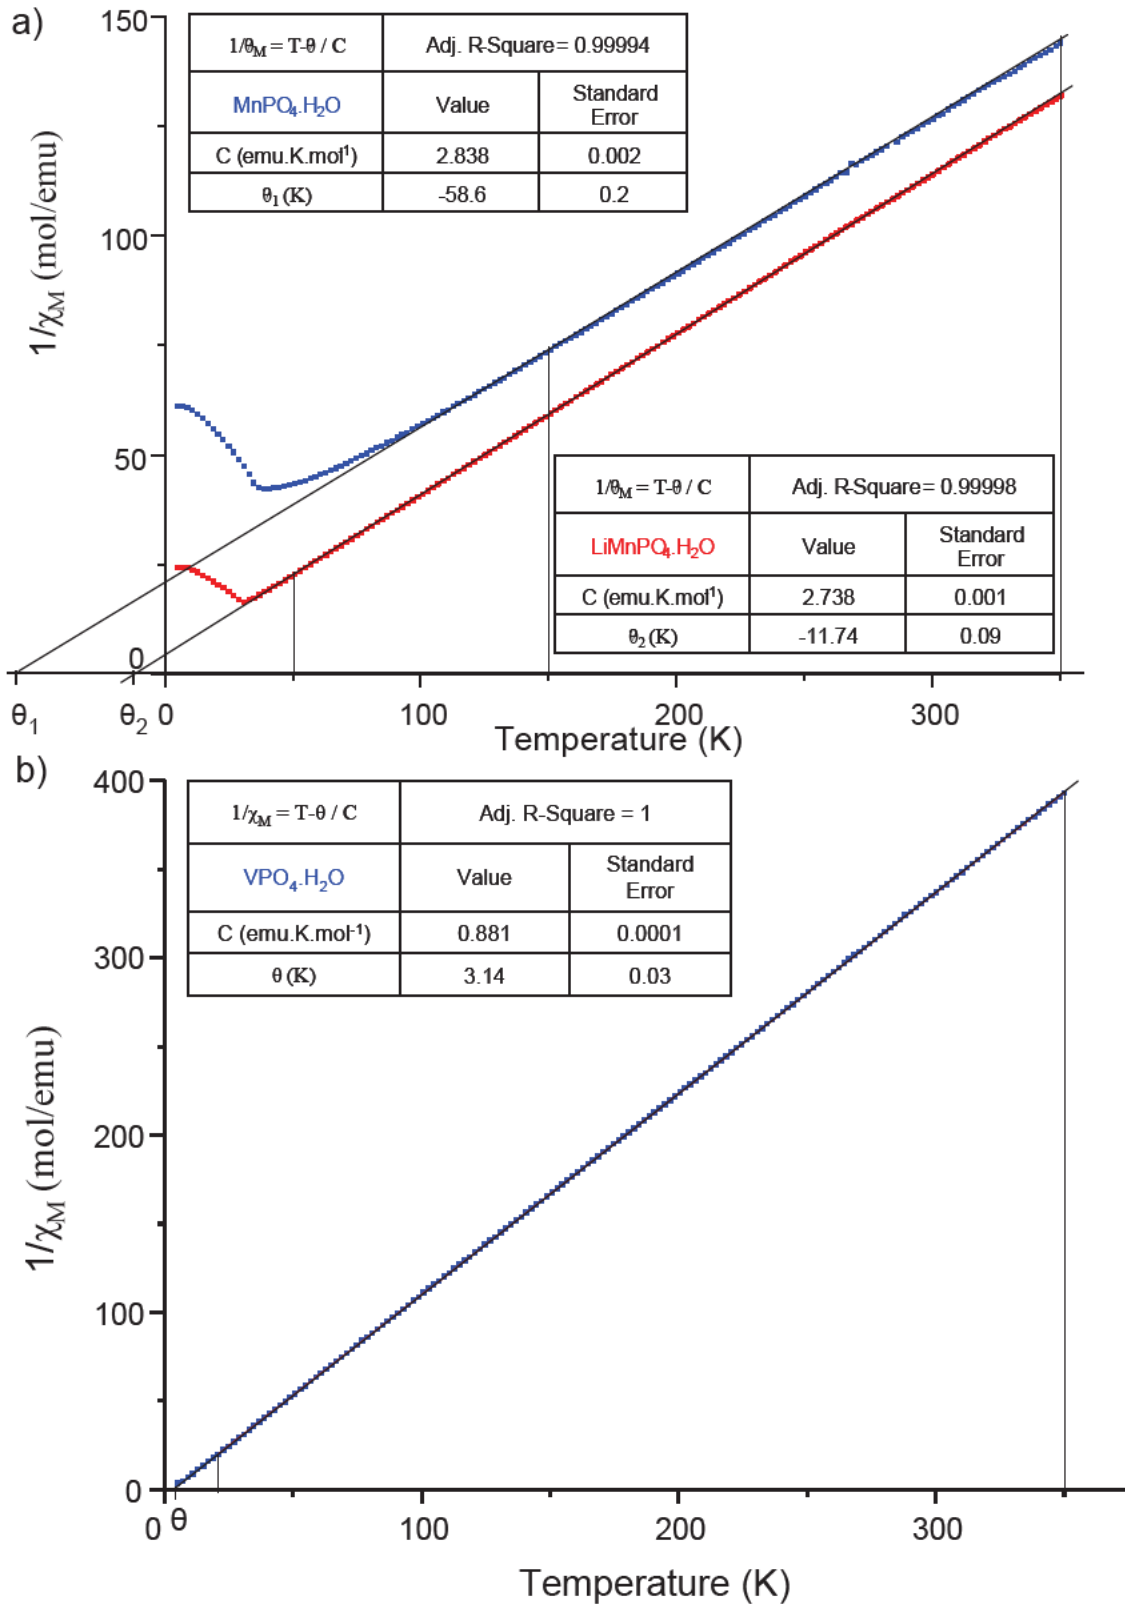 a)
150
100
50
0
1/χM (mol/emu)
1/θM = T-θ / C Adj. R-Square= 0.99994
MnPO4.H2O Value Standard Error
C (emu.K.mol1) 2.838 0.002
θ1(K) -58.6 0.2
1/θM = T-θ / C Adj. R-Square= 0.99998
LiMnPO4.H2O Value Standard Error
C (emu.K.mol1) 2.738 0.001
θ2(K) -11.74 0.09
θ1 θ2 0 100 200 300
Temperature (K)
b)
400
300
200
100
0
1/χM (mol/emu)
1/χM = T-θ / C Adj. R-Square = 1
VPO4.H2O Value Standard Error
C (emu.K.mol-1) 0.881 0.0001
θ (K) 3.14 0.03
0 θ 100 200 300
Temperature (K)